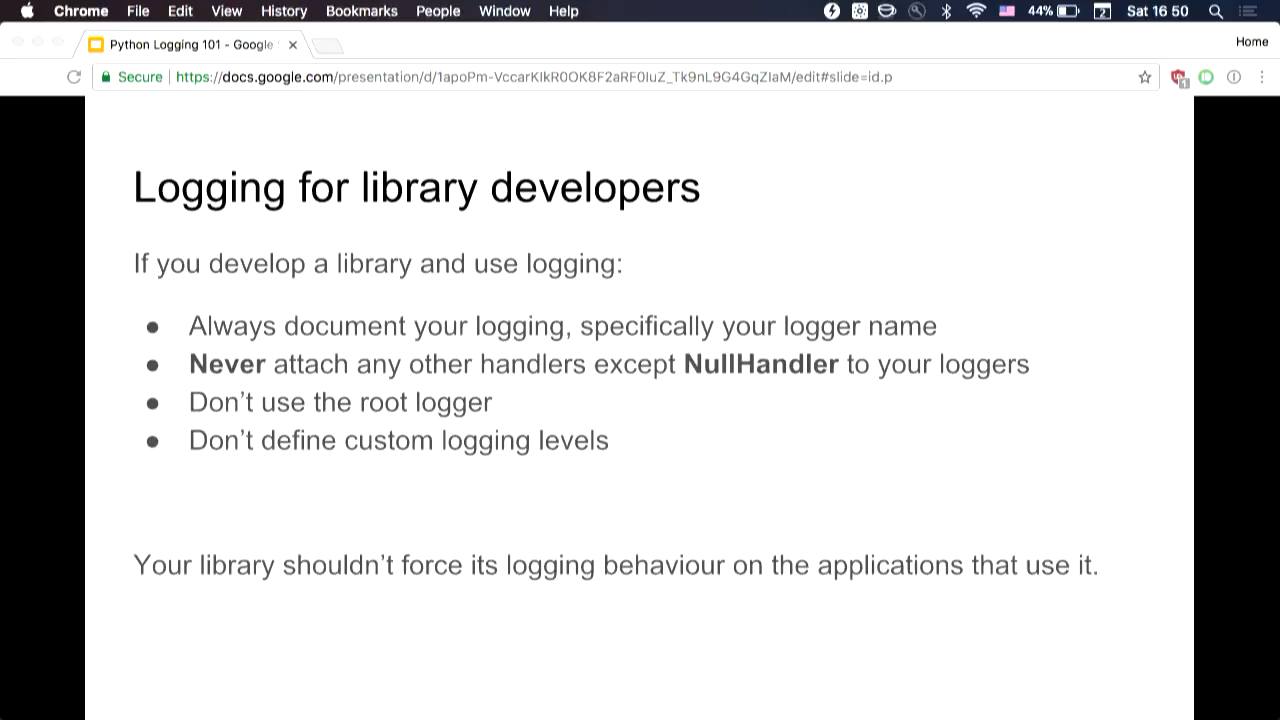 Chrome File Edit View History Bookmarks People Window Help 44% 2 Sat 16 50
Python Logging 101 - Google
Home
Secure https://docs.google.com/presentation/d/1apoPm-VccarKIkR0OK8F2aRF0IuZ_Tk9nL9G4GqZIaM/edit#slide=id.p
Logging for library developers
If you develop a library and use logging:
● Always document your logging, specifically your logger name
● Never attach any other handlers except NullHandler to your loggers
● Don’t use the root logger
● Don’t define custom logging levels
Your library shouldn’t force its logging behaviour on the applications that use it.